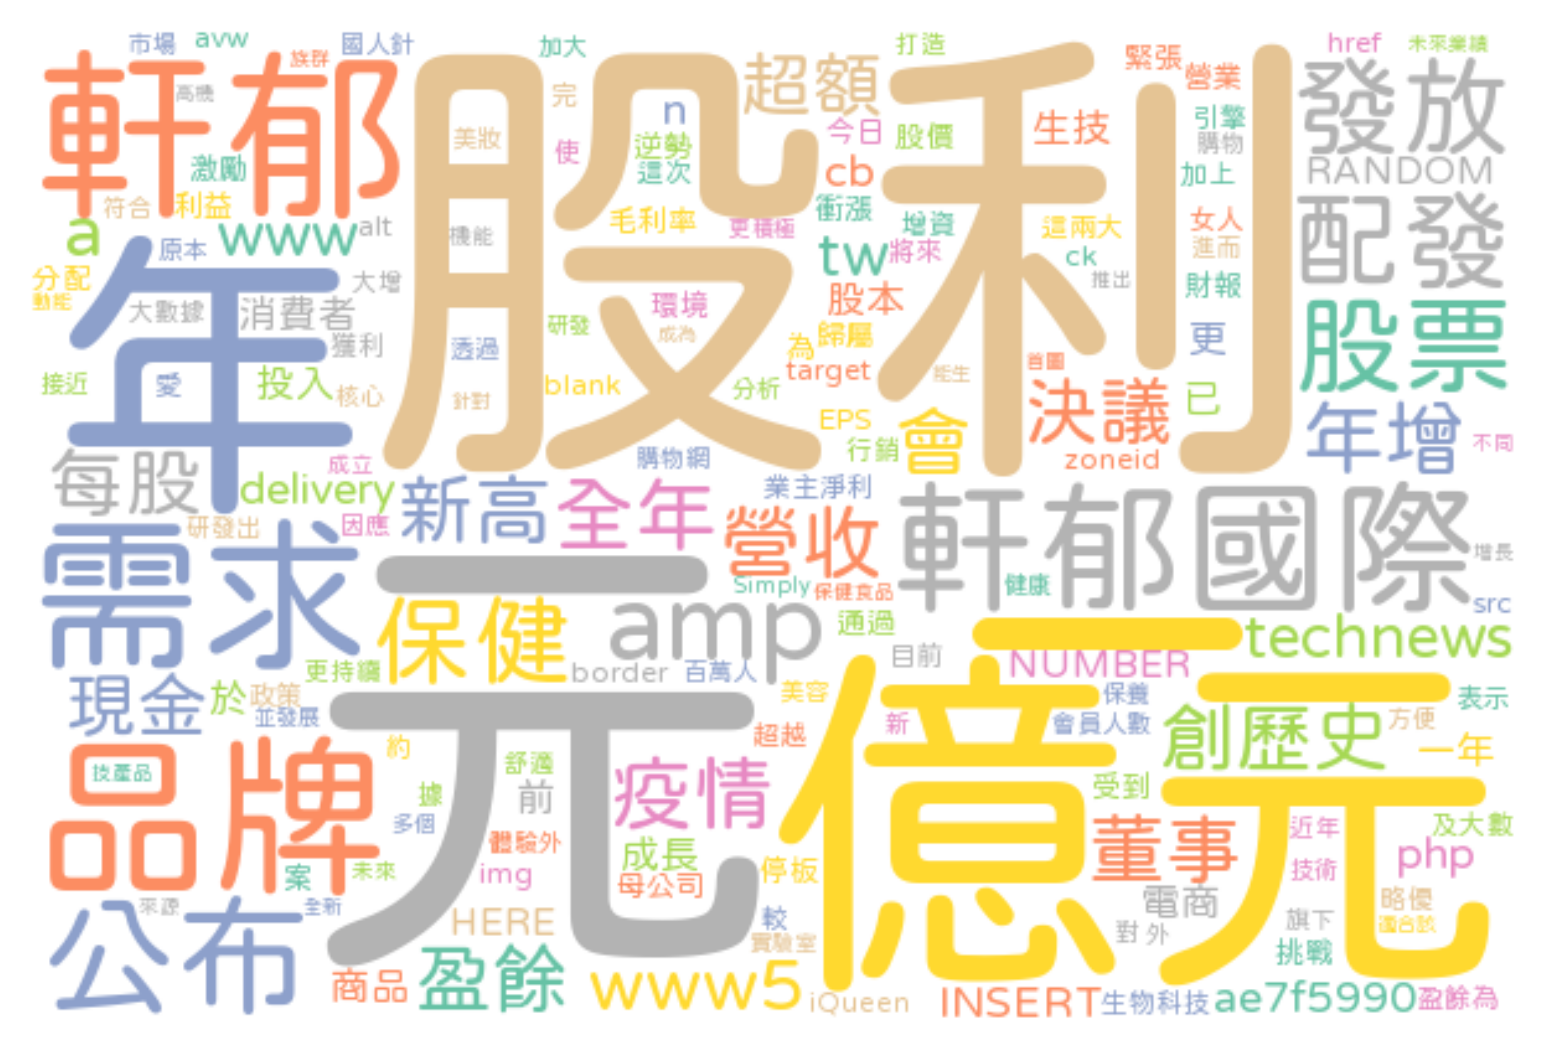 市場
avw
國人針
加大
打造
href
未來業績
族群
軒郁
股利
超額
緊張
營業
發放
高機
完
n
今日
股價
生技
引擎
購物
美妝
使
逆勢
這次
cb
加上
RANDOM
激勵
符合
利益
毛利率
衝漲
增資
這兩大
女人
配發
a
www
alt
機能
更積極
tw
將來
ck
進而
原本
年
分配
動能
大增
環境
股本
推出
財報
大數據
消費者
研發
成為
為
歸屬
更
股票
獲利
透過
首圖
接近
愛
投入
核心
針對
blank
分析
target
能生
決議
已
EPS
會
年增
不同
每股
成立
購物網
行銷
zoneid
delivery
新高
全年
業主淨利
研發出
因應
營收
軒郁國際
增長
需求
元
Simply
保健食品
健康
src
保健
amp
通過
億元
technews
更持續
border
百萬人
目前
NUMBER
現金
於
政策
並發展
美容
保養
表示
新
會員人數
創歷史
方便
品牌
技產品
約
元
超越
一年
舒適
疫情
受到
據
前
多個
董事
近年
及大數
體驗外
成長
php
案
未來
img
母公司
停板
技術
公布
來源
全新
HERE
較
電商
略優
適合該
實驗室
對外
旗下
挑戰
商品
盈餘
www5
iQueen
INSERT
生物科技
ae7f5990
盈餘為